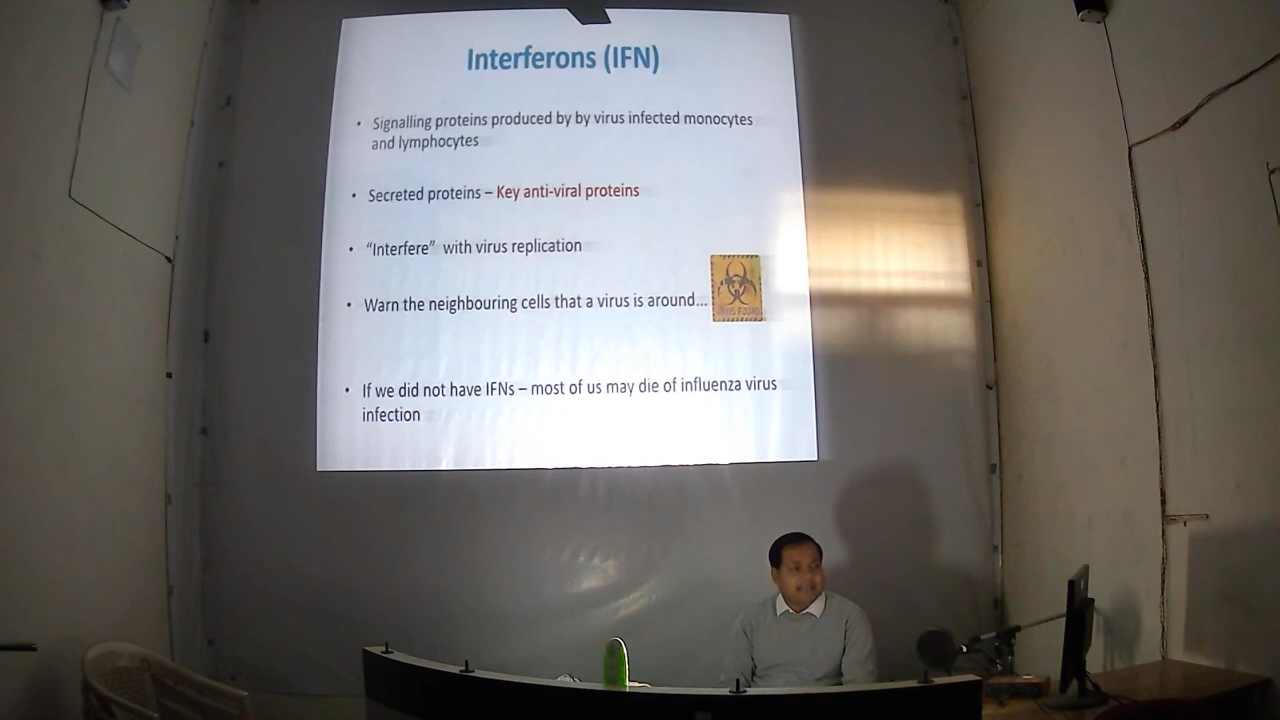 Interferons (IFN)
• Signalling proteins produced by by virus infected monocytes
and lymphocytes
• Secreted proteins – Key anti-viral proteins
• “Interfere” with virus replication
• Warn the neighbouring cells that a virus is around...
VIRUS FOUND
• If we did not have IFNs – most of us may die of influenza virus
infection